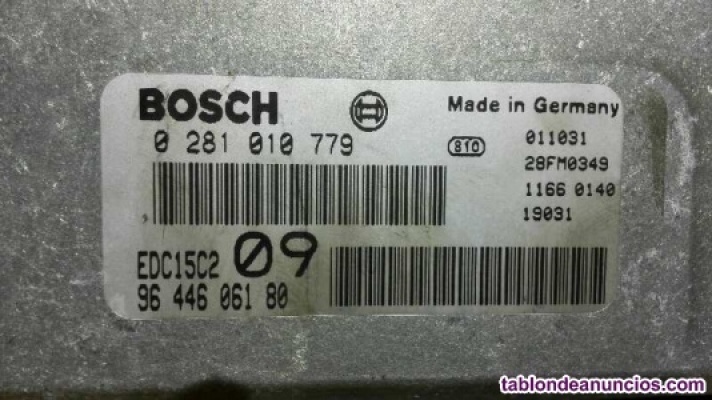 BOSCH
Made in Germany
0 281 010 779
810
011031
28FM0349
1166 0140
19031
EDC15C2 09
96 446 061 80
tablondeanuncios.com